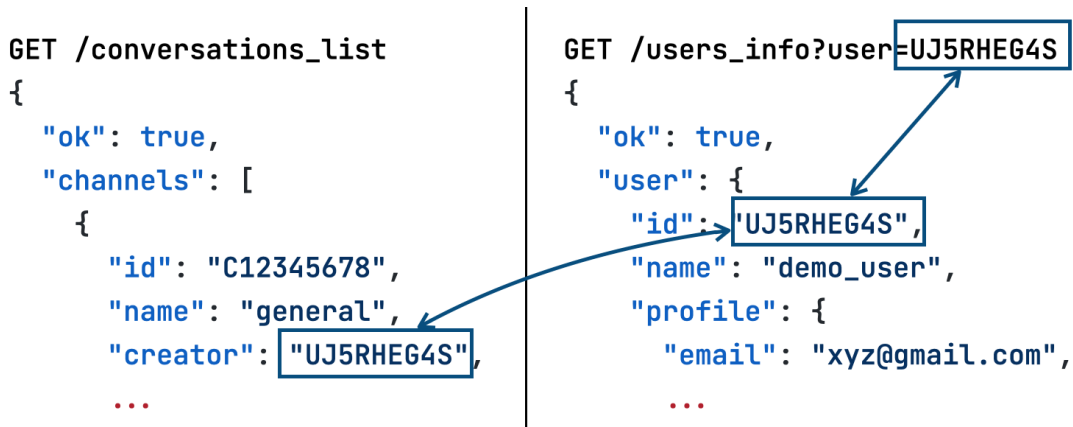 GET /conversations_list
{
  "ok": true,
  "channels": [
    {
      "id": "C12345678",
      "name": "general",
      "creator": "UJ5RHEG4S",
      ...
GET /users_info?user=UJ5RHEG4S
{
  "ok": true,
  "user": {
    "id": "UJ5RHEG4S",
    "name": "demo_user",
    "profile": {
      "email": "xyz@gmail.com",
      ...